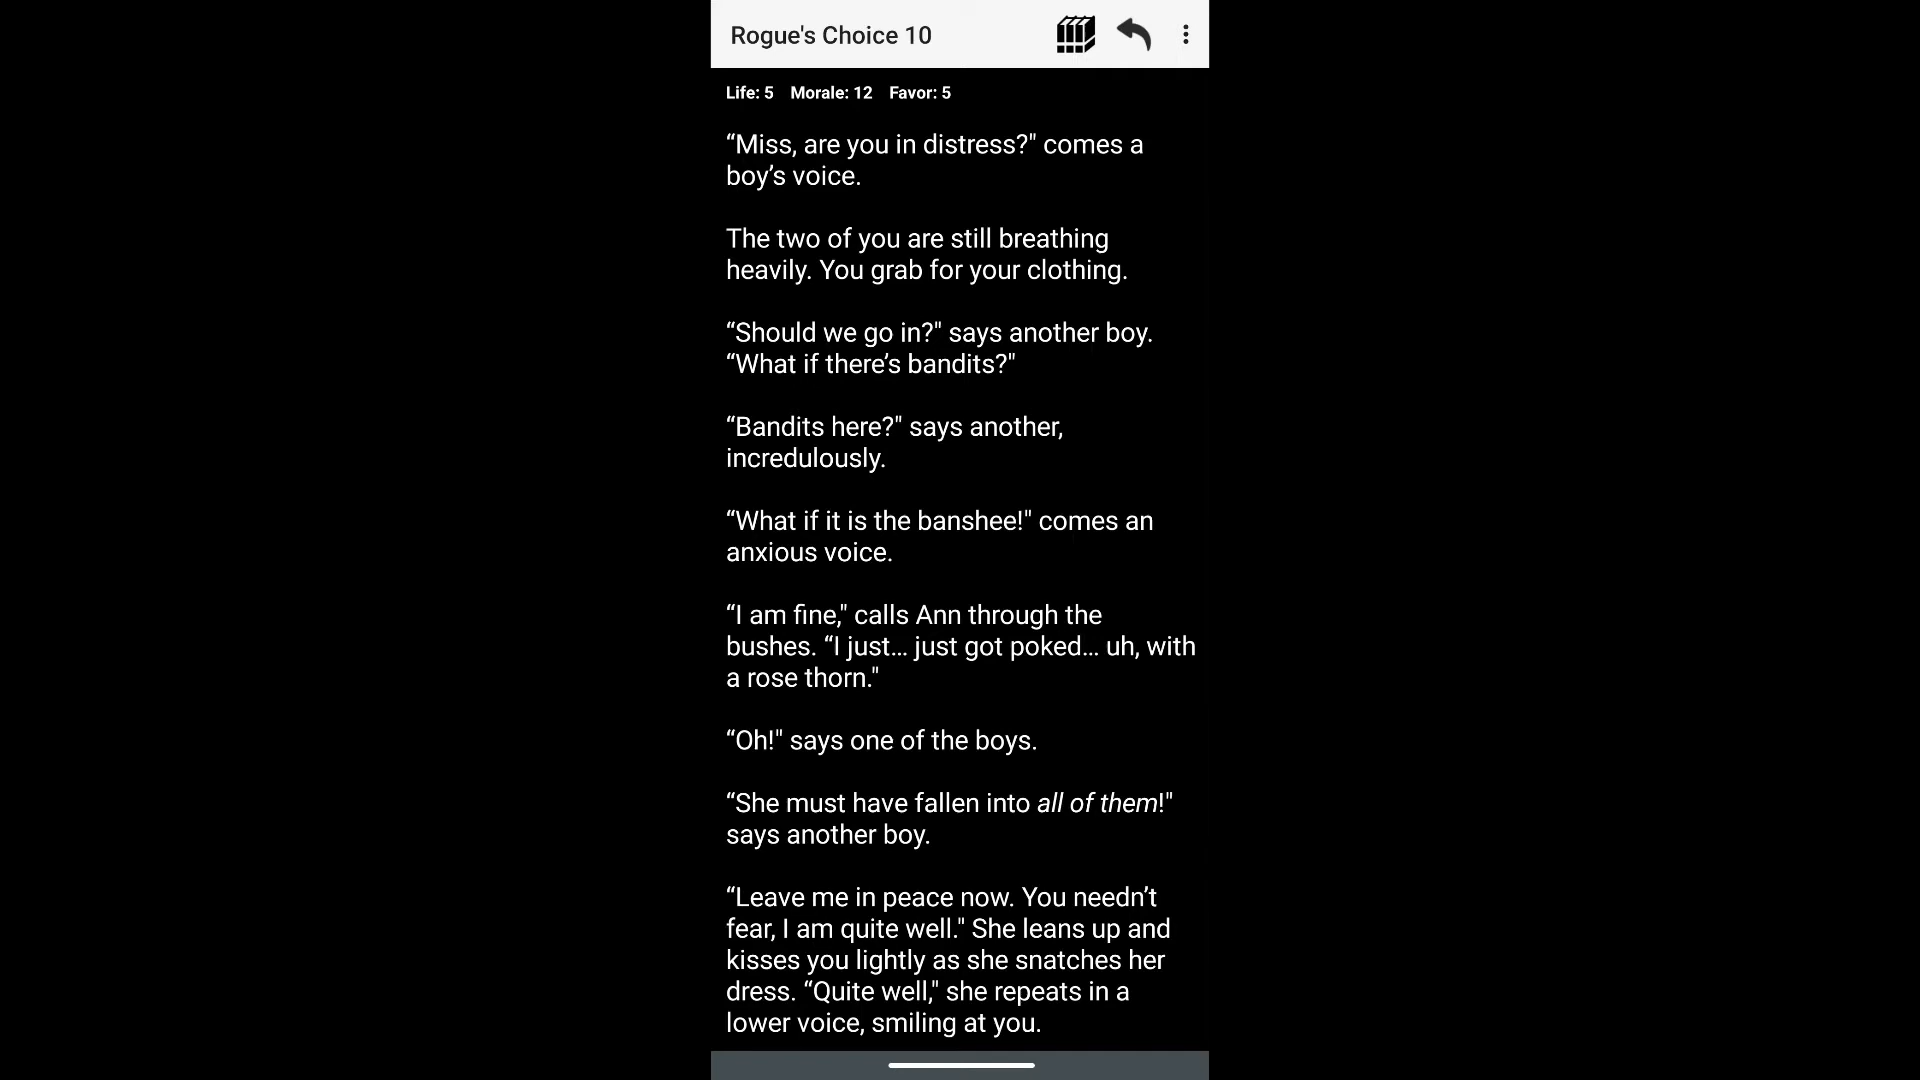 Rogue's Choice 10
Life: 5 Morale: 12 Favor: 5
“Miss, are you in distress?" comes a
boy’s voice.
The two of you are still breathing
heavily. You grab for your clothing.
“Should we go in?" says another boy.
“What if there’s bandits?"
“Bandits here?" says another,
incredulously.
“What if it is the banshee!" comes an
anxious voice.
“I am fine," calls Ann through the
bushes. “I just... just got poked... uh, with
a rose thorn."
“Oh!" says one of the boys.
“She must have fallen into all of them!"
says another boy.
“Leave me in peace now. You needn’t
fear, I am quite well." She leans up and
kisses you lightly as she snatches her
dress. “Quite well," she repeats in a
lower voice, smiling at you.